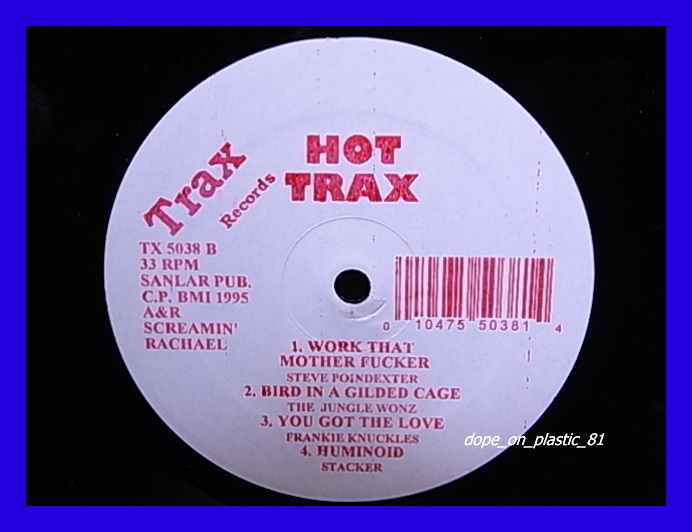 HOT
TRAX
Trax
Records
TX 5038 B
33 RPM
SANLAR PUB.
C.P. BMI 1995
A&R
SCREAMIN'
RACHAEL
0 10475 50381 4
1. WORK THAT
MOTHER FUCKER
STEVE POINDEXTER
2. BIRD IN A GILDED CAGE
THE JUNGLE WONZ
3. YOU GOT THE LOVE
FRANKIE KNUCKLES
4. HUMINOID
STACKER
dope_on_plastic_81